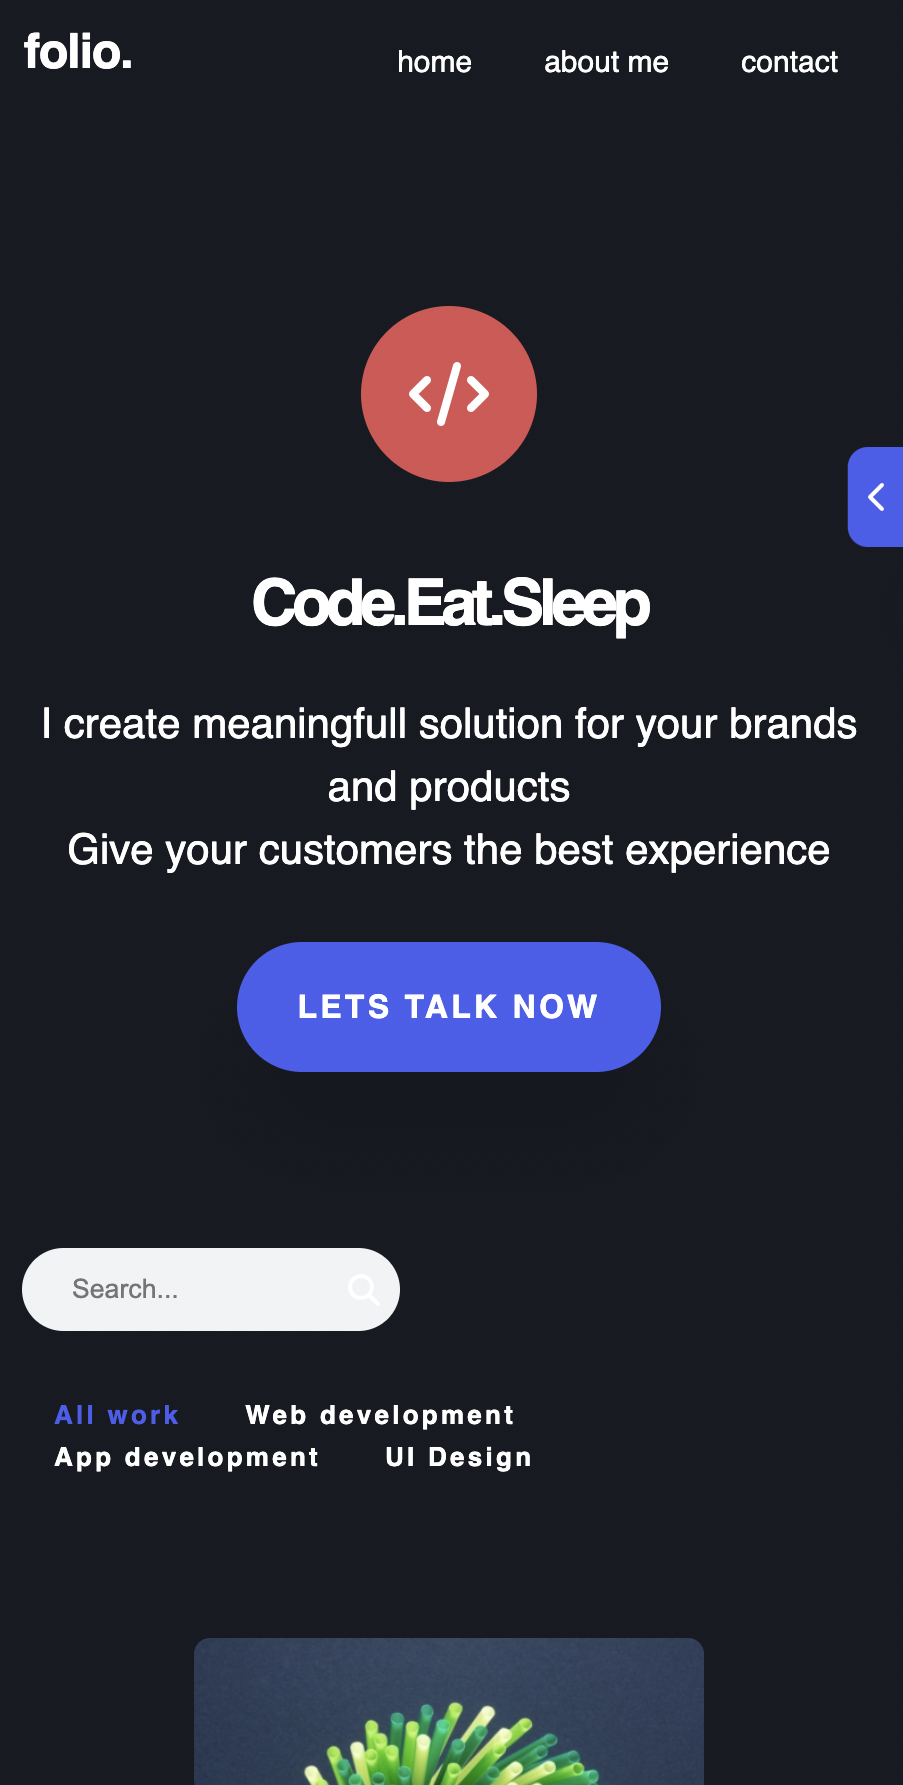 folio.
home about me contact
Code.Eat.Sleep
I create meaningfull solution for your brands
and products
Give your customers the best experience
LETS TALK NOW
Search...
All work Web development
App development UI Design